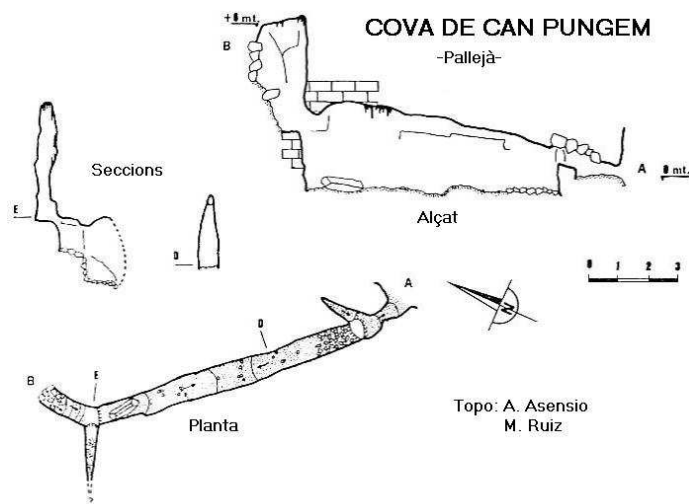 +8 mt.
B
COVA DE CAN PUNGEM
-Pallejà-
Seccions
A
0 mt.
E
D
Alçat
A
0 1 2 3
N
D
B
E
Planta
Topo: A. Asensio
M. Ruiz
?